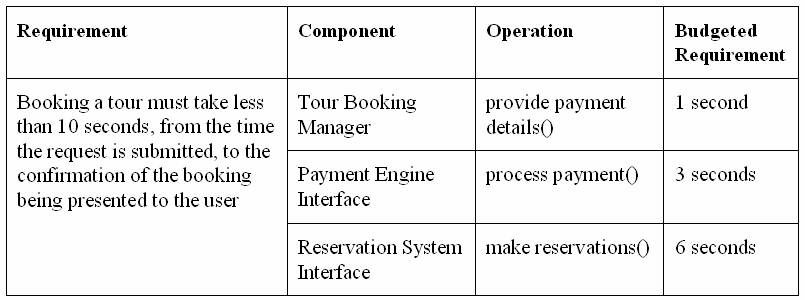 Requirement
Component
Operation
Budgeted
Requirement
Booking a tour must take less
than 10 seconds, from the time
the request is submitted, to the
confirmation of the booking
being presented to the user
Tour Booking
Manager
provide payment
details()
1 second
Payment Engine
Interface
process payment()
3 seconds
Reservation System
Interface
make reservations()
6 seconds